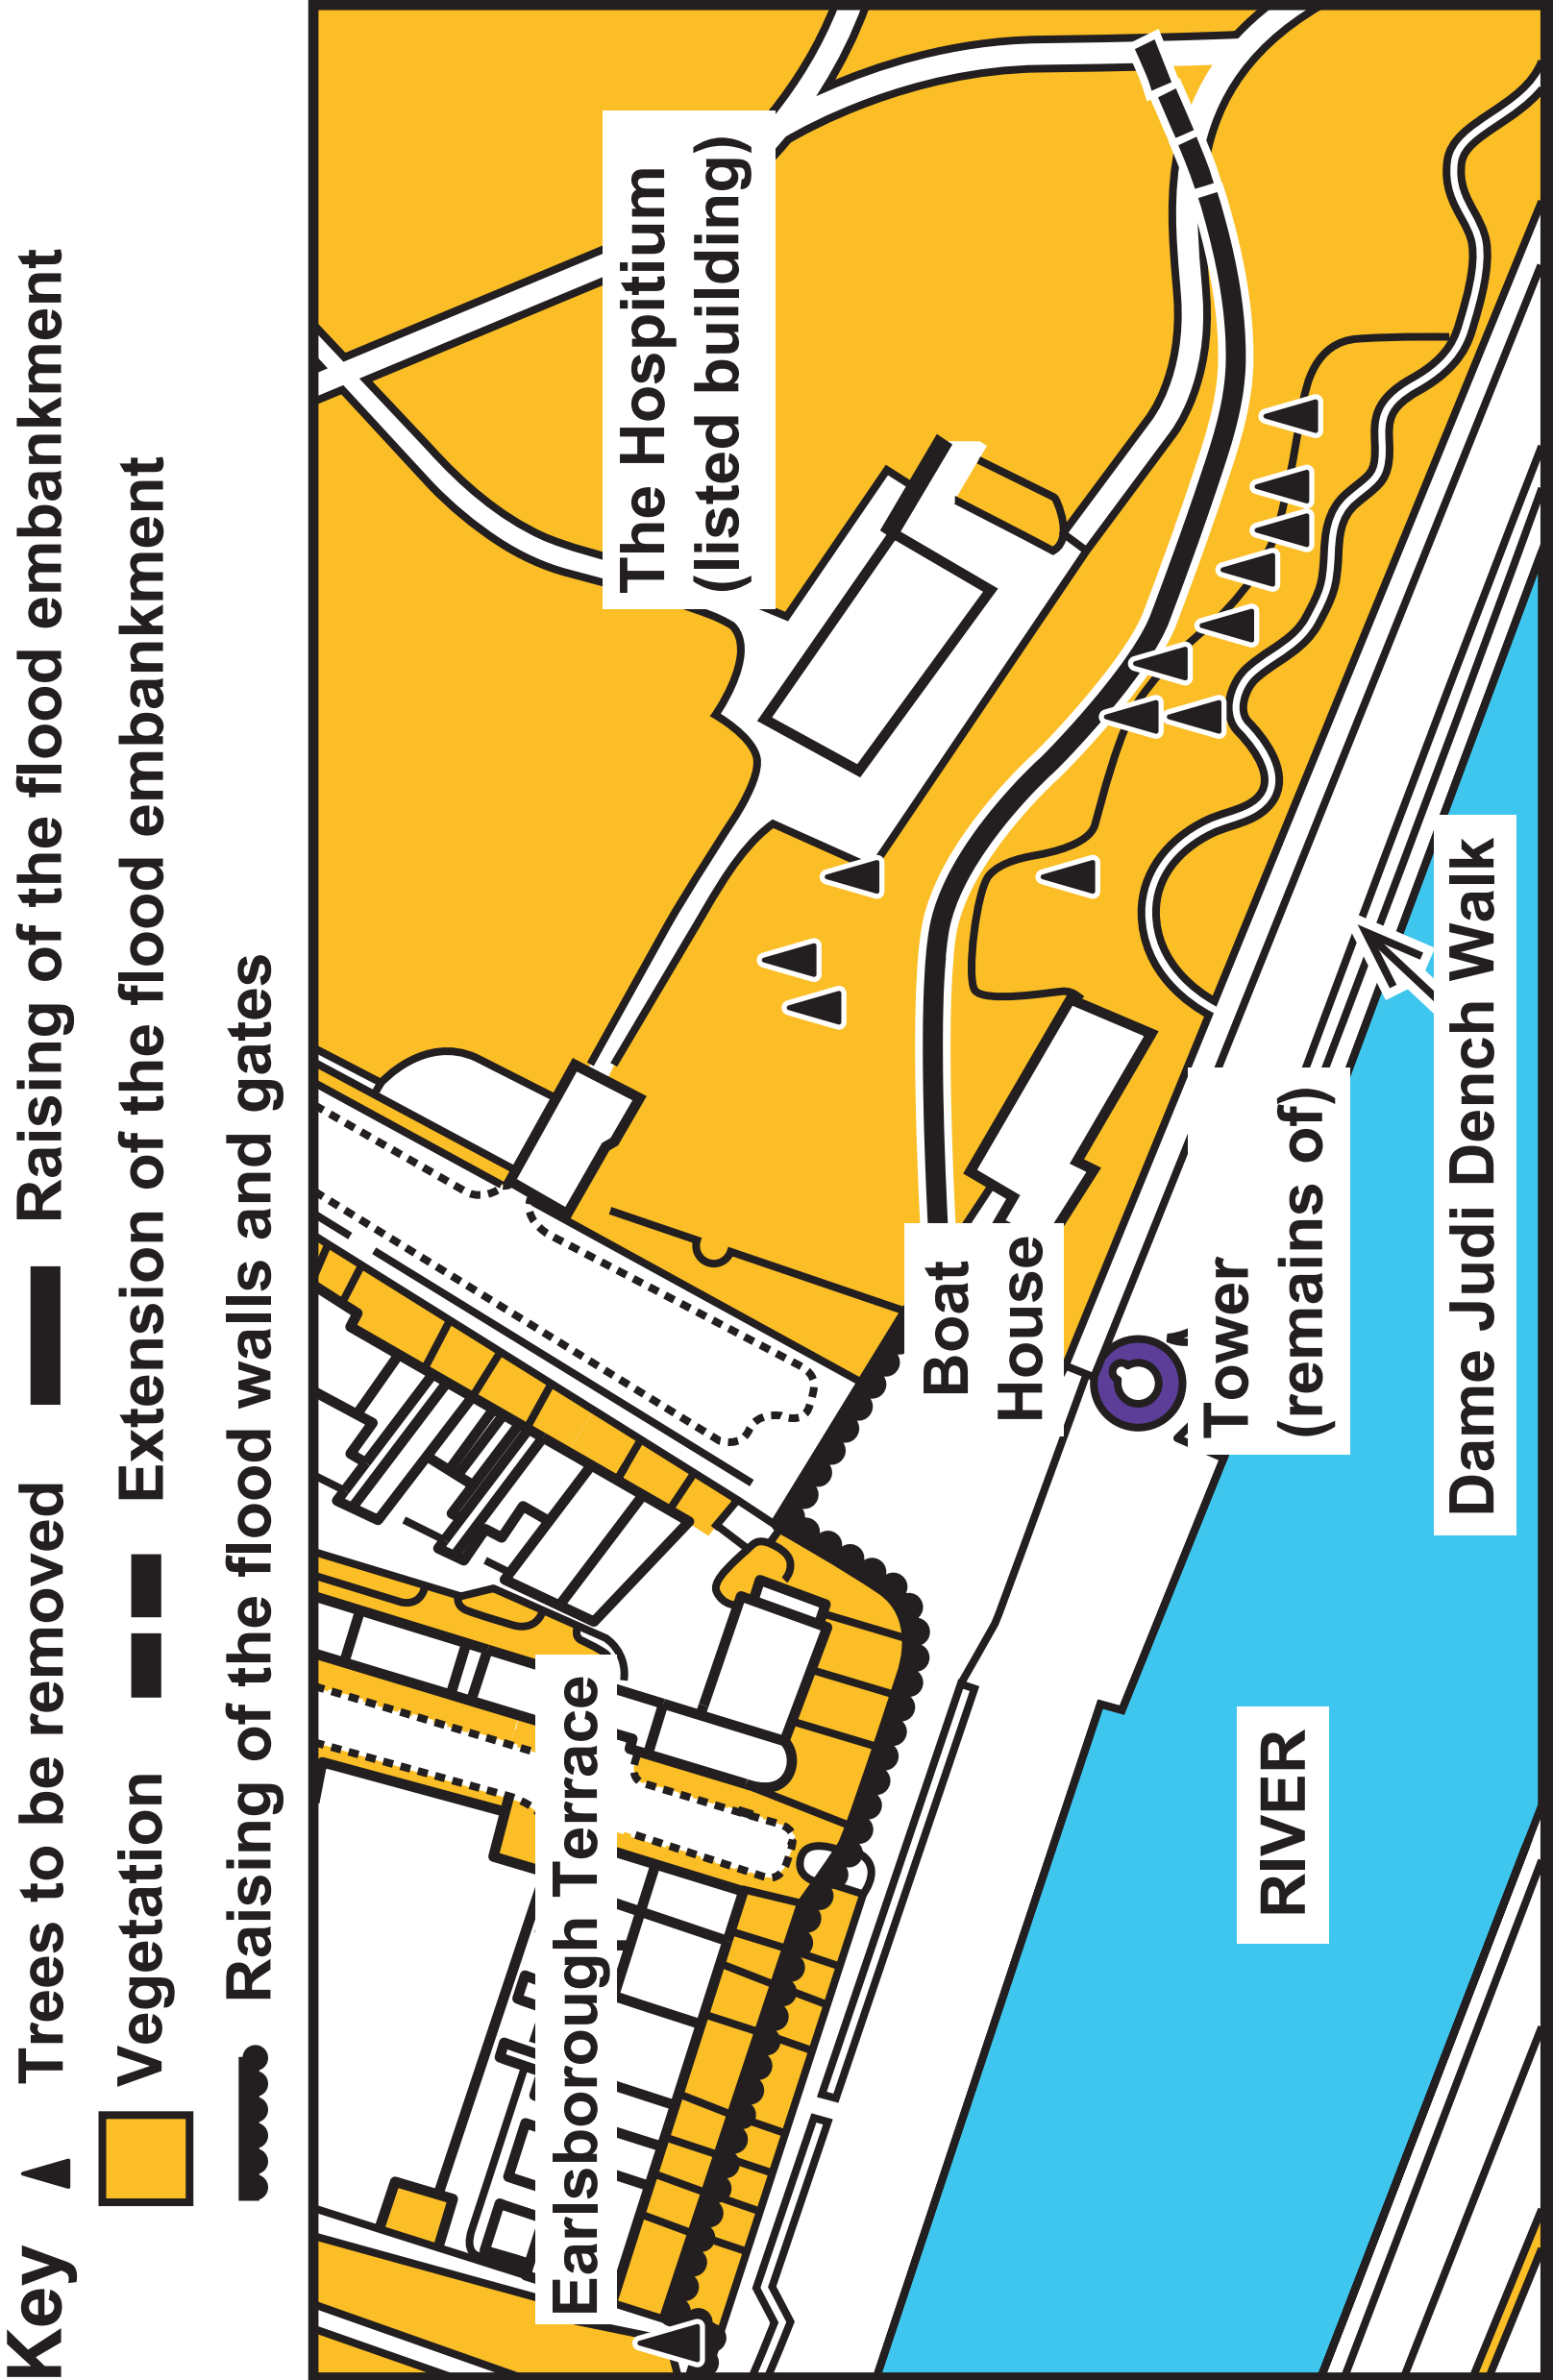 Key
Trees to be removed
Raising of the flood embankment
Vegetation
Extension of the flood embankment
Raising of the flood walls and gates
The Hospitium
(listed building)
Boat
House
Tower
(remains of)
Earlsborough Terrace
Dame Judi Dench Walk
RIVER